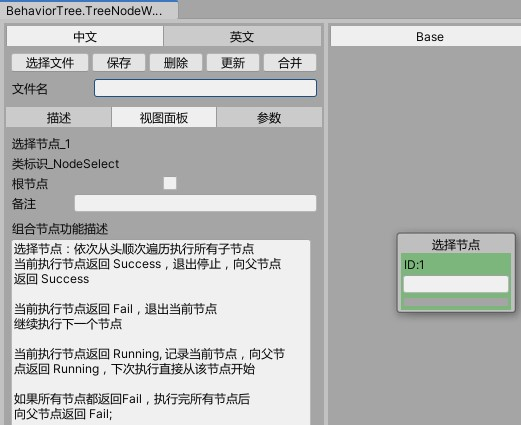 BehaviorTree.TreeNodeW...
中文 英文
选择文件 保存 删除 更新 合并
文件名
描述 视图面板 参数
选择节点_1
类标识_NodeSelect
根节点
备注
组合节点功能描述
选择节点：依次从头顺次遍历执行所有子节点
当前执行节点返回 Success，退出停止，向父节点
返回 Success
当前执行节点返回 Fail，退出当前节点
继续执行下一个节点
当前执行节点返回 Running, 记录当前节点，向父节
点返回 Running，下次执行直接从该节点开始
如果所有节点都返回Fail，执行完所有节点后
向父节点返回 Fail;
Base
选择节点
ID:1